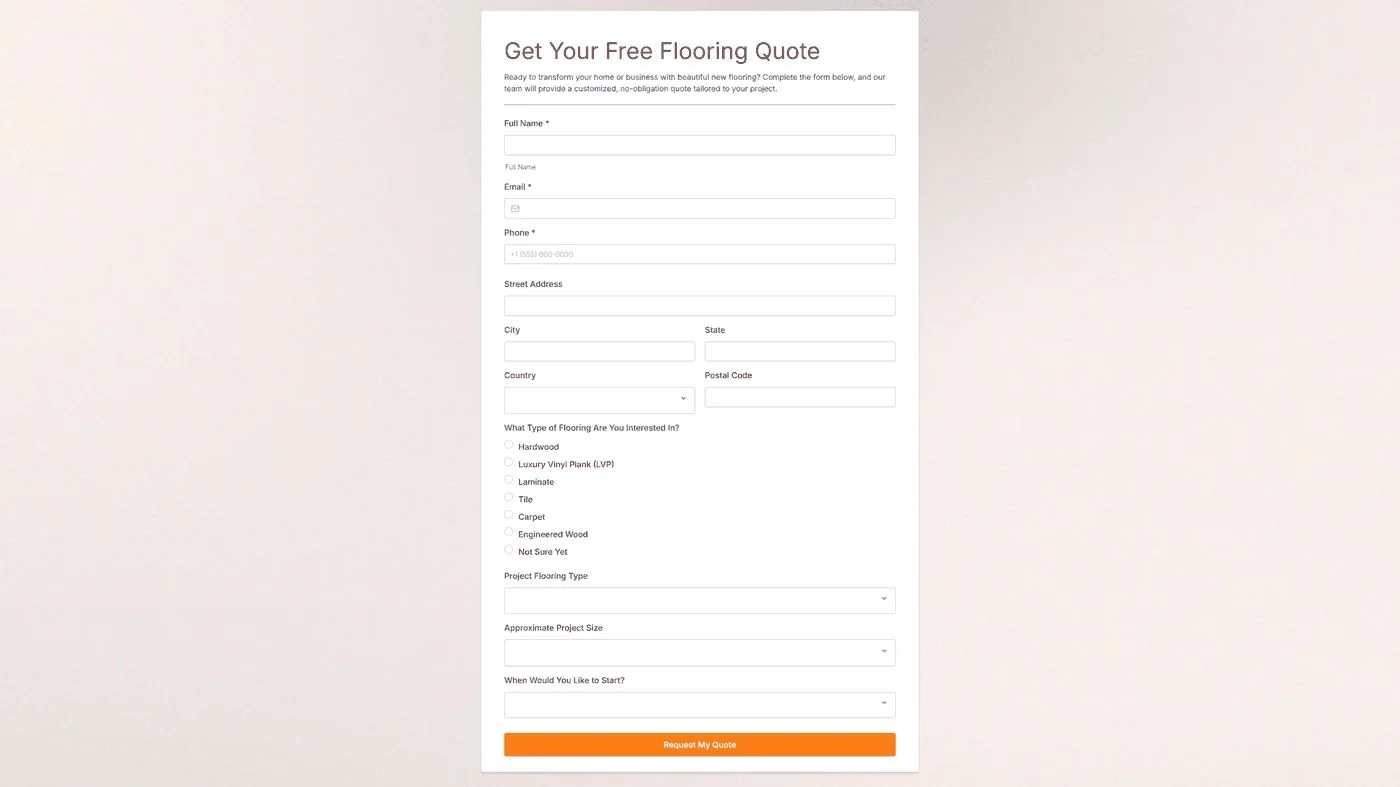 Get Your Free Flooring Quote
Ready to transform your home or business with beautiful new flooring? Complete the form below, and our
team will provide a customized, no-obligation quote tailored to your project.
Full Name *
Full Name
Email *
Phone *
+1 (555) 000-0000
Street Address
City
State
Country
Postal Code
What Type of Flooring Are You Interested In?
Hardwood
Luxury Vinyl Plank (LVP)
Laminate
Tile
Carpet
Engineered Wood
Not Sure Yet
Project Flooring Type
Approximate Project Size
When Would You Like to Start?
Request My Quote